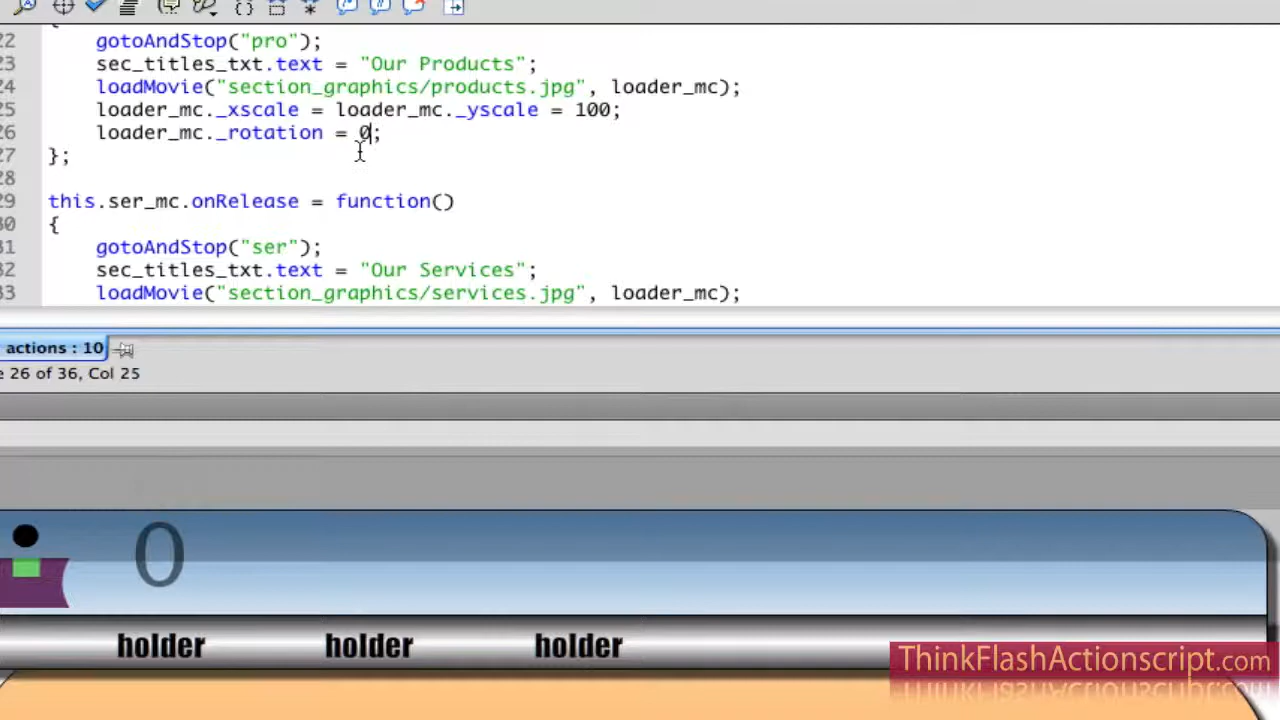 22 gotoAndStop("pro");
23 sec_titles_txt.text = "Our Products";
24 loadMovie("section_graphics/products.jpg", loader_mc);
25 loader_mc._xscale = loader_mc._yscale = 100;
26 loader_mc._rotation = 0;
27 };
28
29 this.ser_mc.onRelease = function()
30 {
31 gotoAndStop("ser");
32 sec_titles_txt.text = "Our Services";
33 loadMovie("section_graphics/services.jpg", loader_mc);
actions : 10
e 26 of 36, Col 25
0
holder holder holder
ThinkFlashActionscript.com